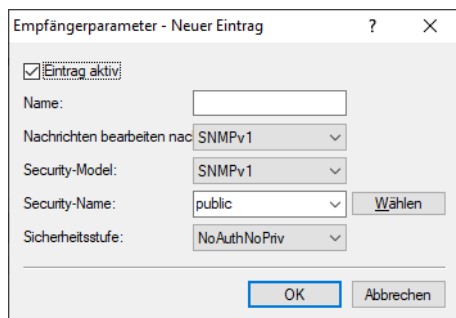 Empfängerparameter - Neuer Eintrag ? ×
Eintrag aktiv
Name:
Nachrichten bearbeiten nac SNMPv1
Security-Model: SNMPv1
Security-Name: public Wählen
Sicherheitsstufe: NoAuthNoPriv
OK Abbrechen